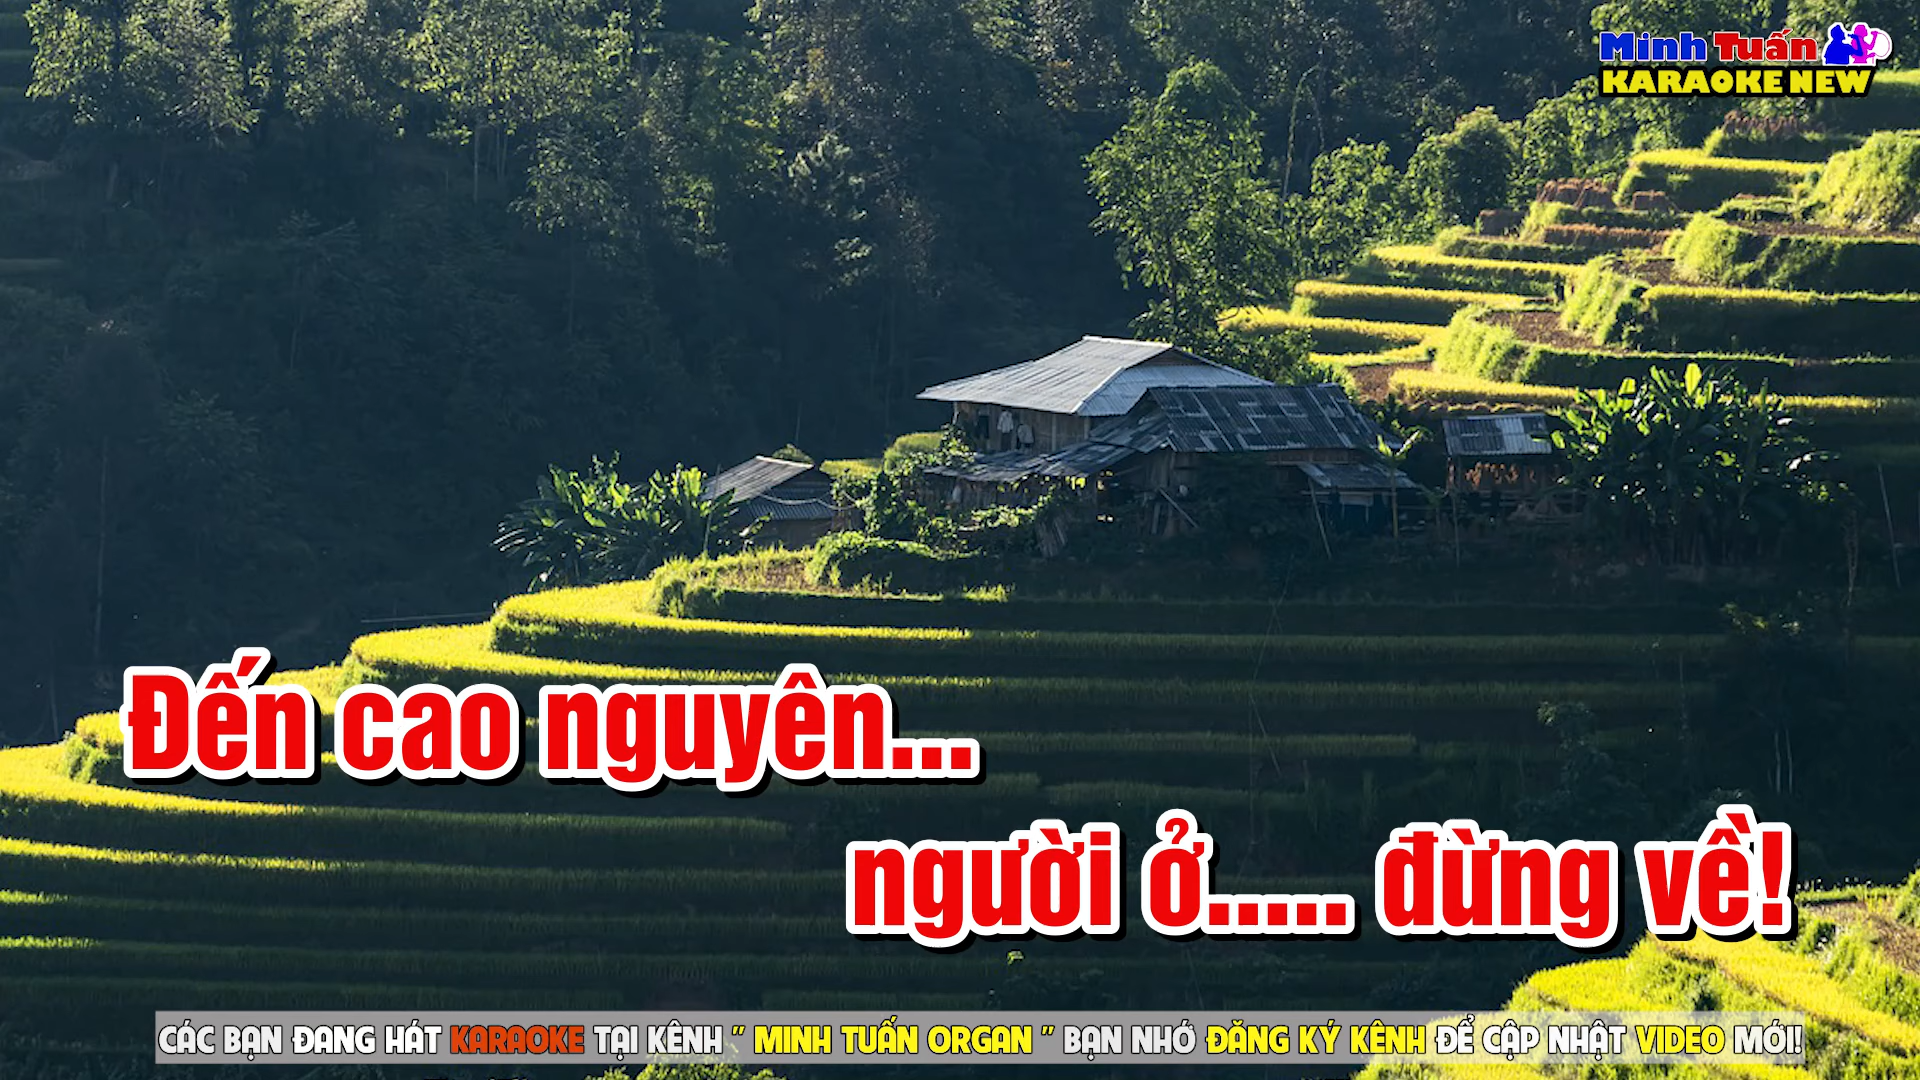 Minh Tuấn
KARAOKE NEW
Đến cao nguyên...
người ở..... đừng về!
CÁC BẠN ĐANG HÁT KARAOKE TẠI KÊNH " MINH TUẤN ORGAN " BẠN NHỚ ĐĂNG KÝ KÊNH ĐỂ CẬP NHẬT VIDEO MỚI!